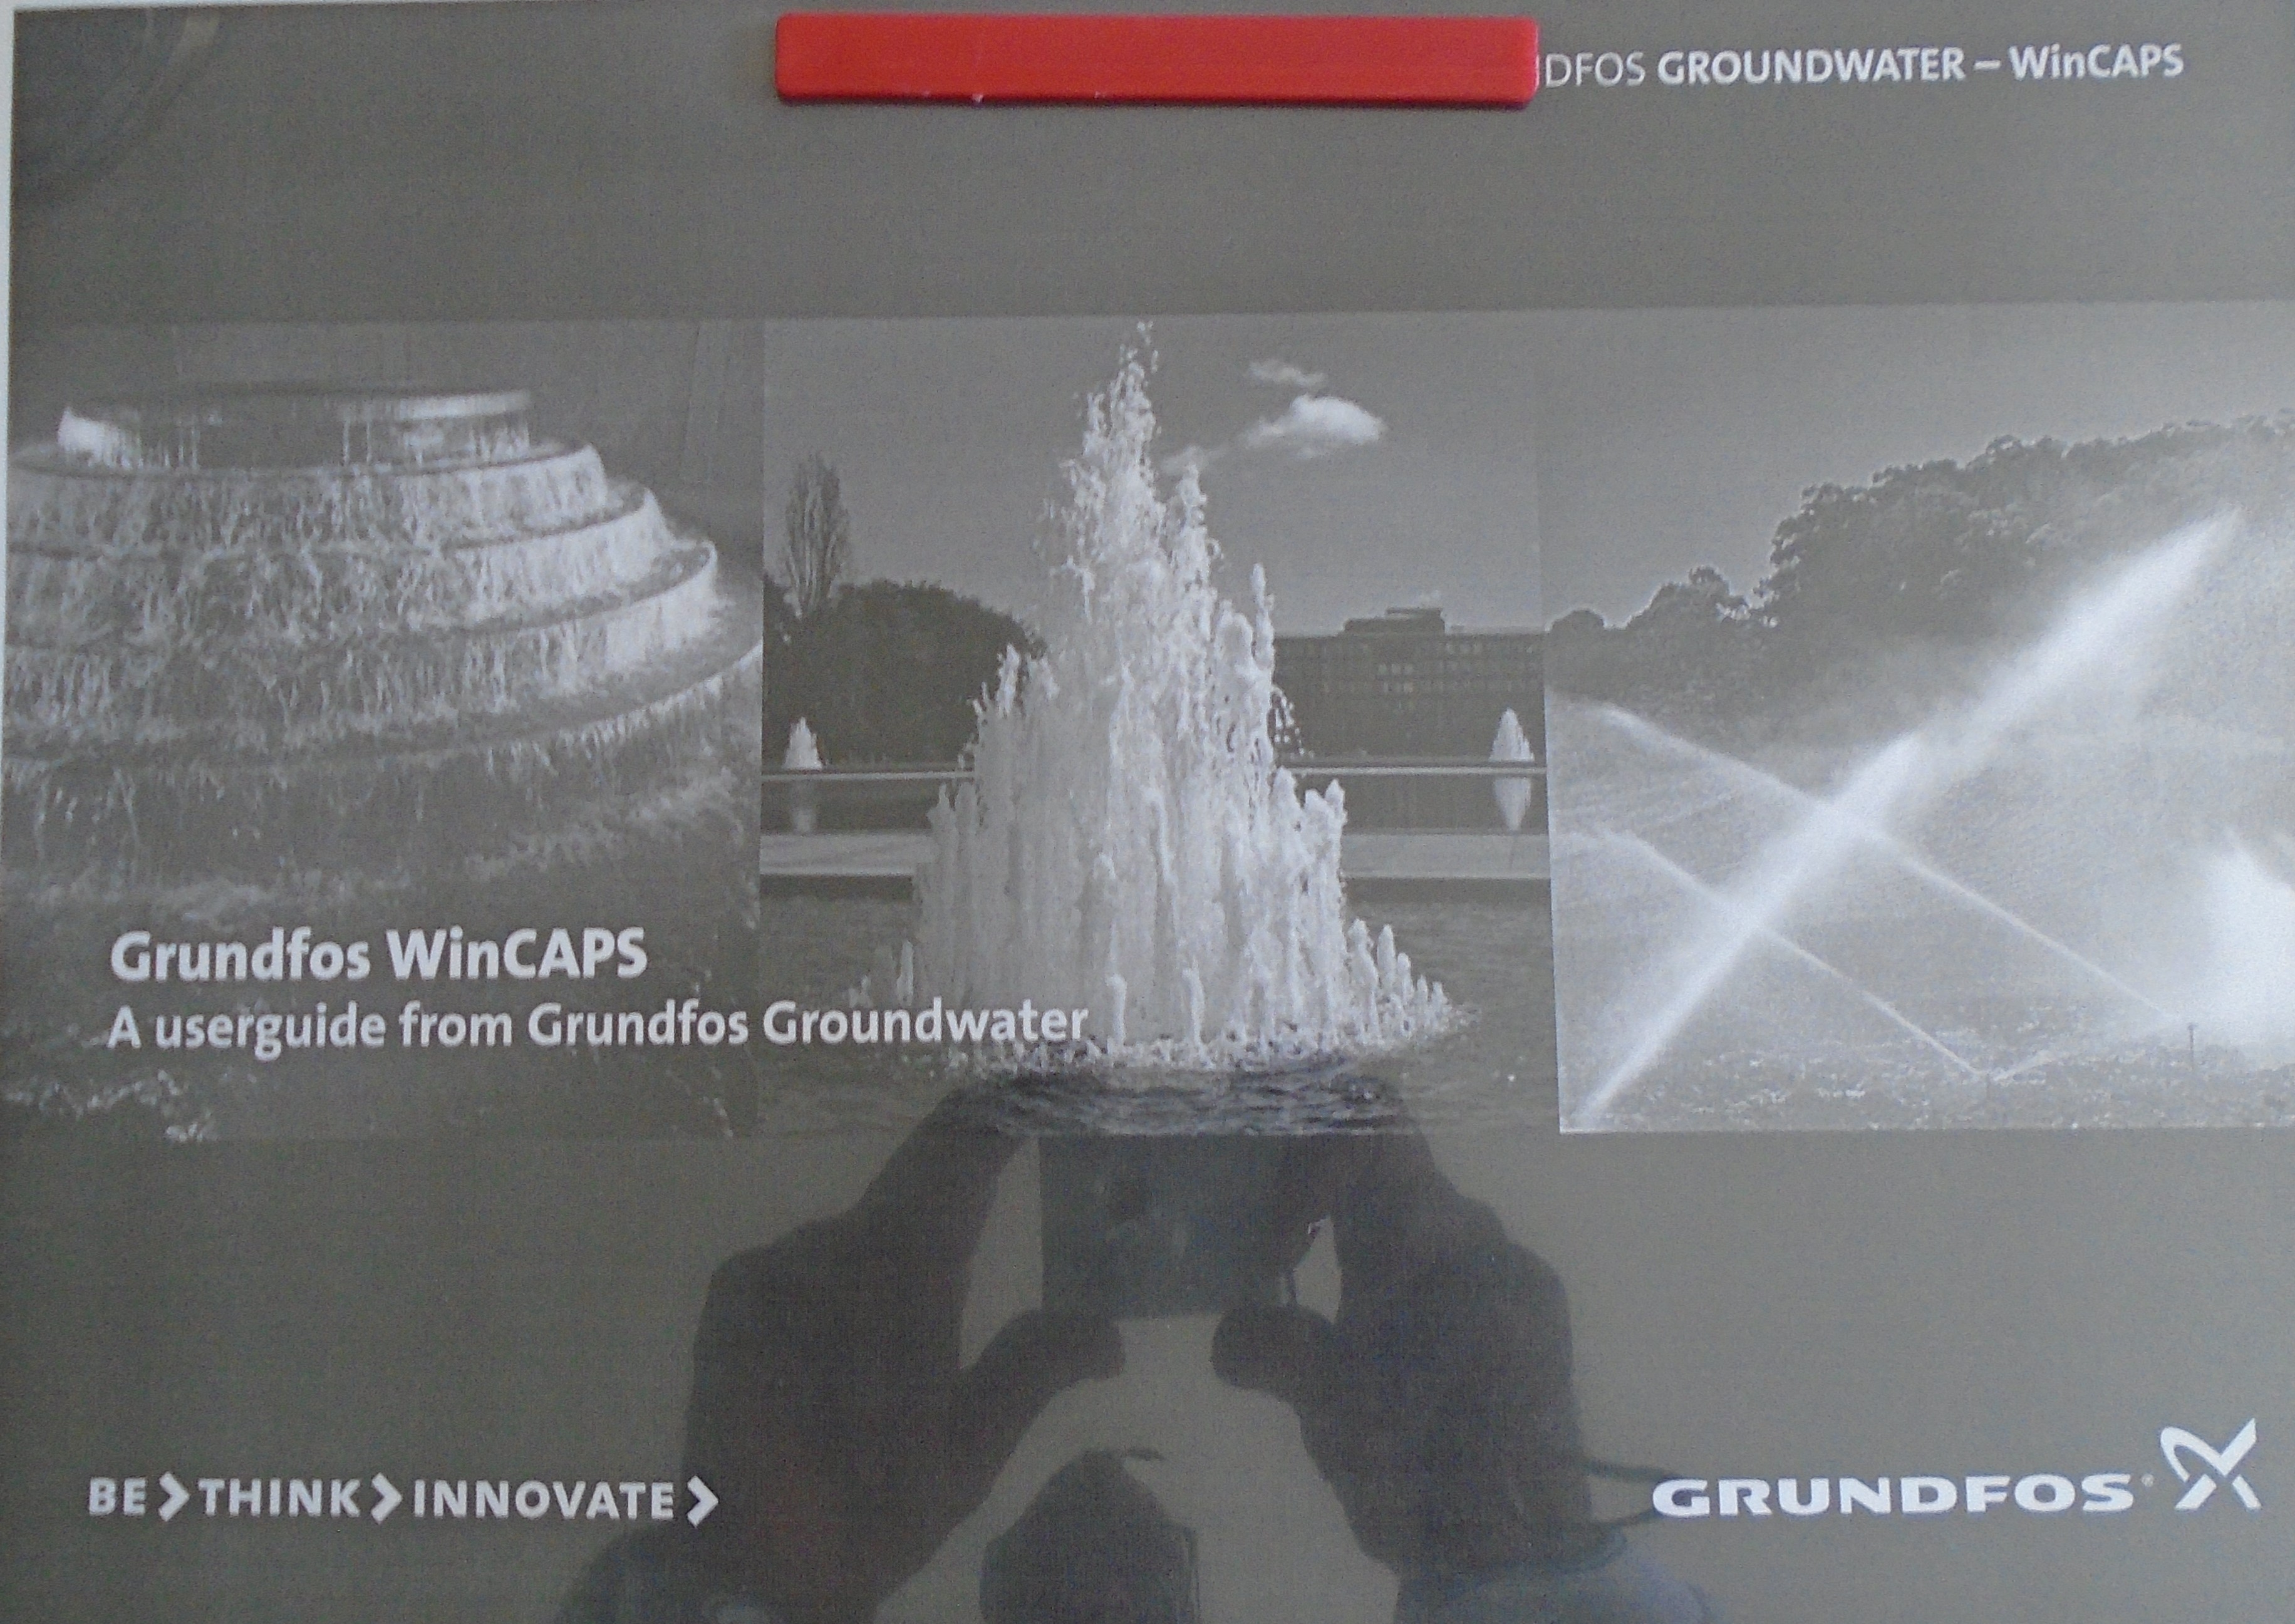 DFOS GROUNDWATER – WinCAPS
Grundfos WinCAPS
A userguide from Grundfos Groundwater
BE > THINK > INNOVATE >
GRUNDFOS®